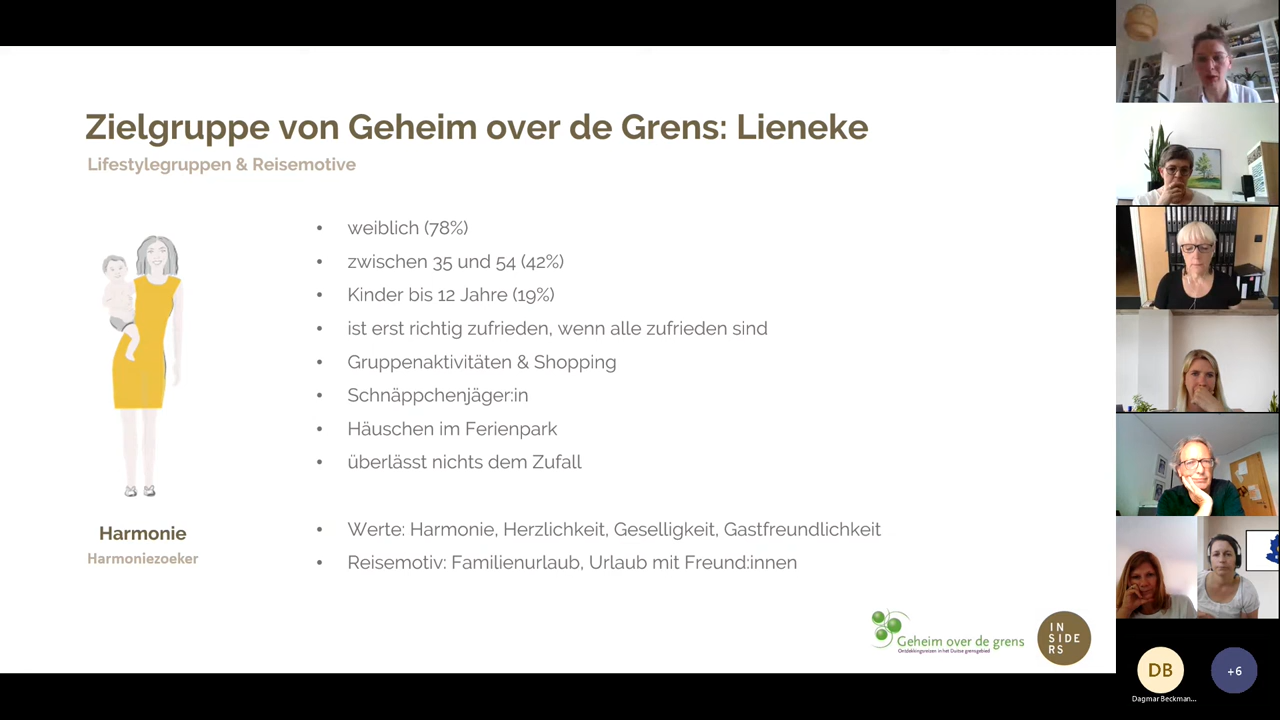 Zielgruppe von Geheim over de Grens: Lieneke
Lifestylegruppen & Reisemotive
• weiblich (78%)
• zwischen 35 und 54 (42%)
• Kinder bis 12 Jahre (19%)
• ist erst richtig zufrieden, wenn alle zufrieden sind
• Gruppenaktivitäten & Shopping
• Schnäppchenjäger:in
• Häuschen im Ferienpark
• überlässt nichts dem Zufall
Harmonie
Harmoniezoeker
• Werte: Harmonie, Herzlichkeit, Geselligkeit, Gastfreundlichkeit
• Reisemotiv: Familienurlaub, Urlaub mit Freund:innen
Geheim over de grens
Ontdekkingsreizen in het Duitse grensgebied
IN
SIDE
RS
DB
Dagmar Beckman...
+6